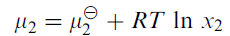 μ₂ = μ₂^⦵ + RT ln x₂